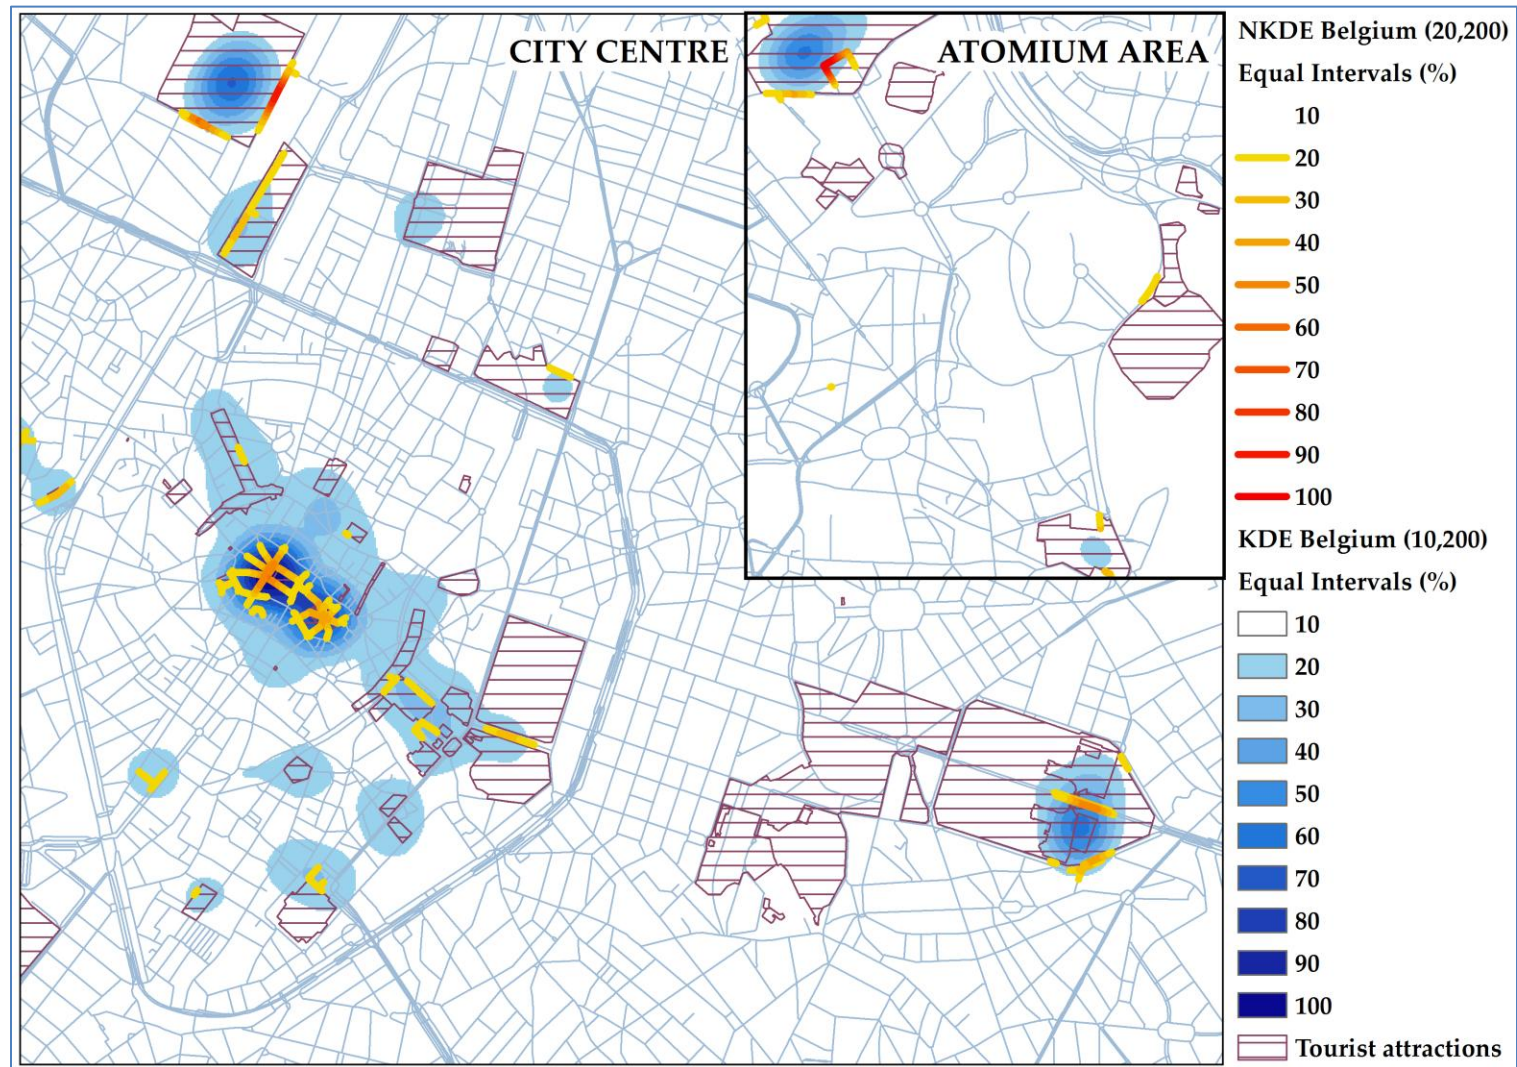 CITY CENTRE
ATOMIUM AREA
NKDE Belgium (20,200)
Equal Intervals (%)
10
20
30
40
50
60
70
80
90
100
KDE Belgium (10,200)
Equal Intervals (%)
10
20
30
40
50
60
70
80
90
100
Tourist attractions